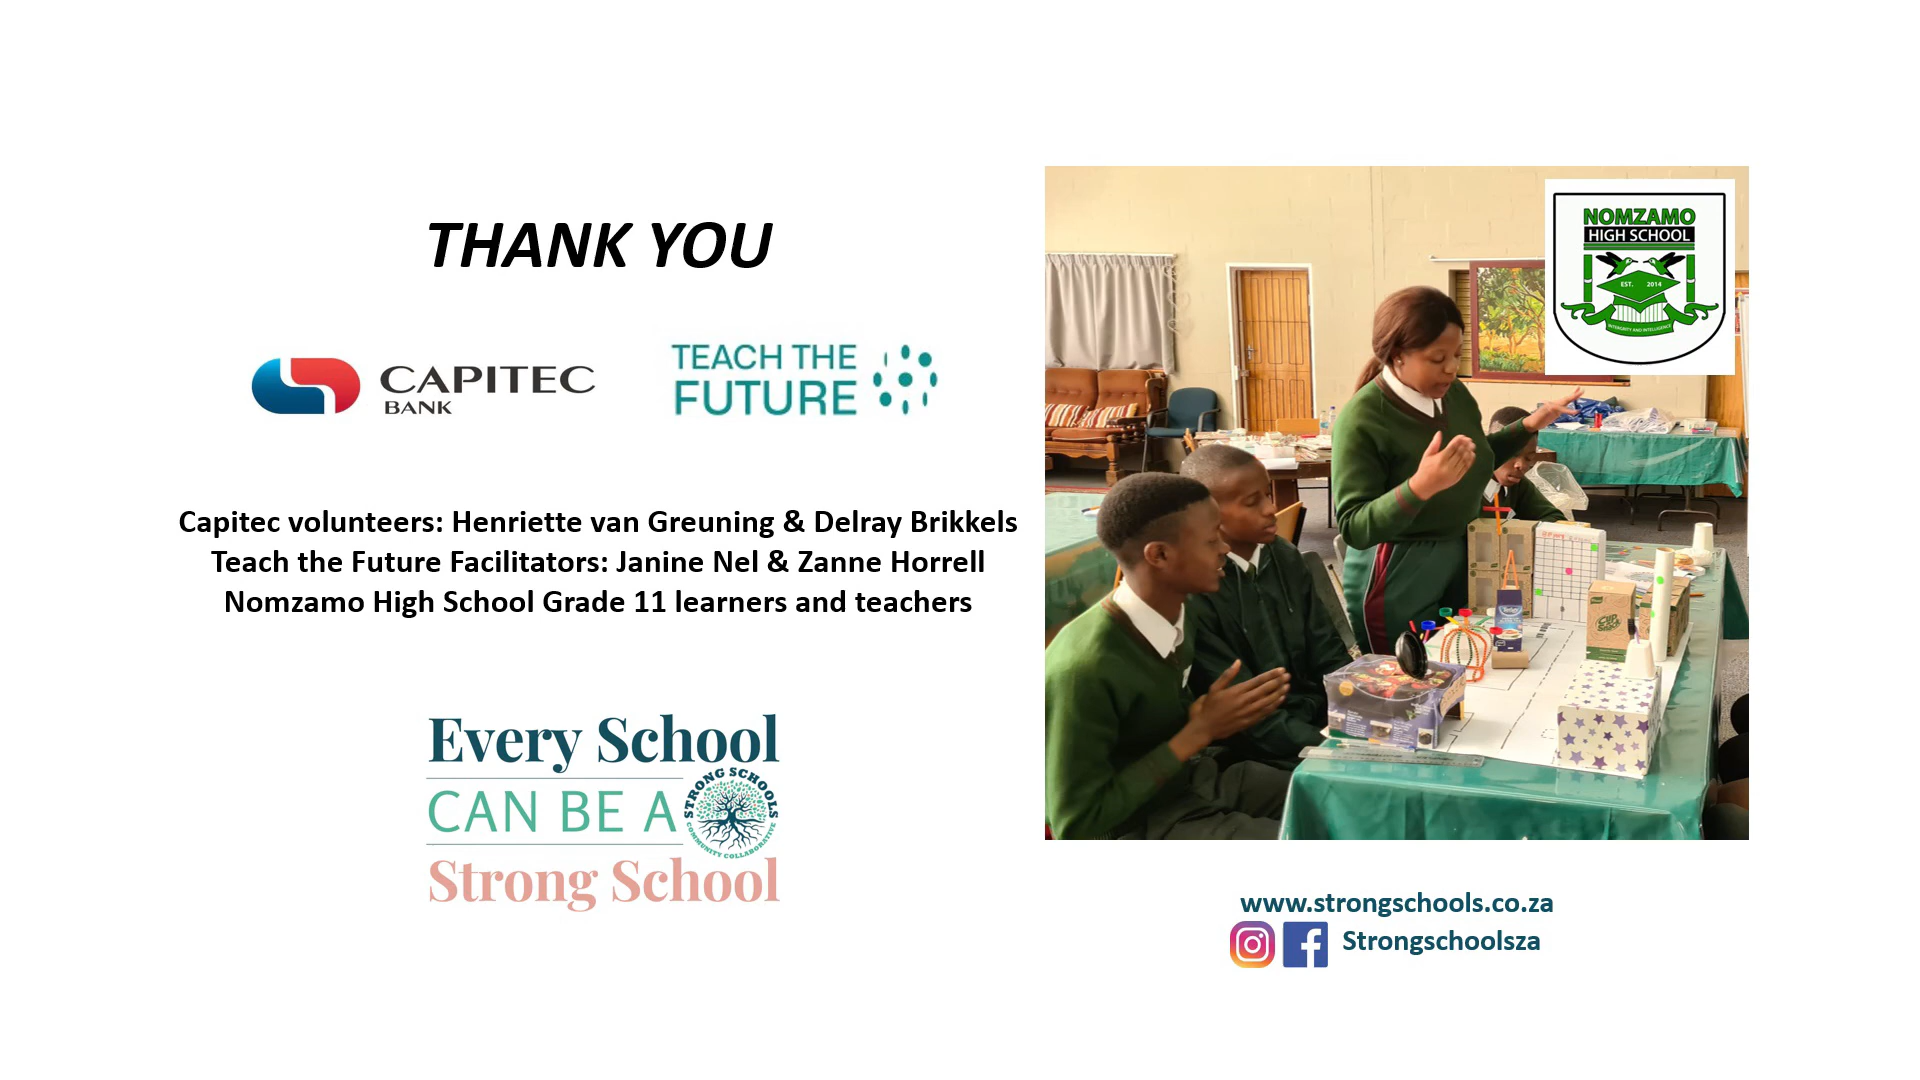 THANK YOU
CAPITEC
BANK
TEACH THE
FUTURE
Capitec volunteers: Henriette van Greuning & Delray Brikkels
Teach the Future Facilitators: Janine Nel & Zanne Horrell
Nomzamo High School Grade 11 learners and teachers
Every School
CAN BE A
STRONG SCHOOLS
COMMUNITY COLLABORATIVE
Strong School
NOMZAMO
HIGH SCHOOL
EST. 2014
INTERGRITY AND INTELLIGENCE
www.strongschools.co.za
Strongschoolsza